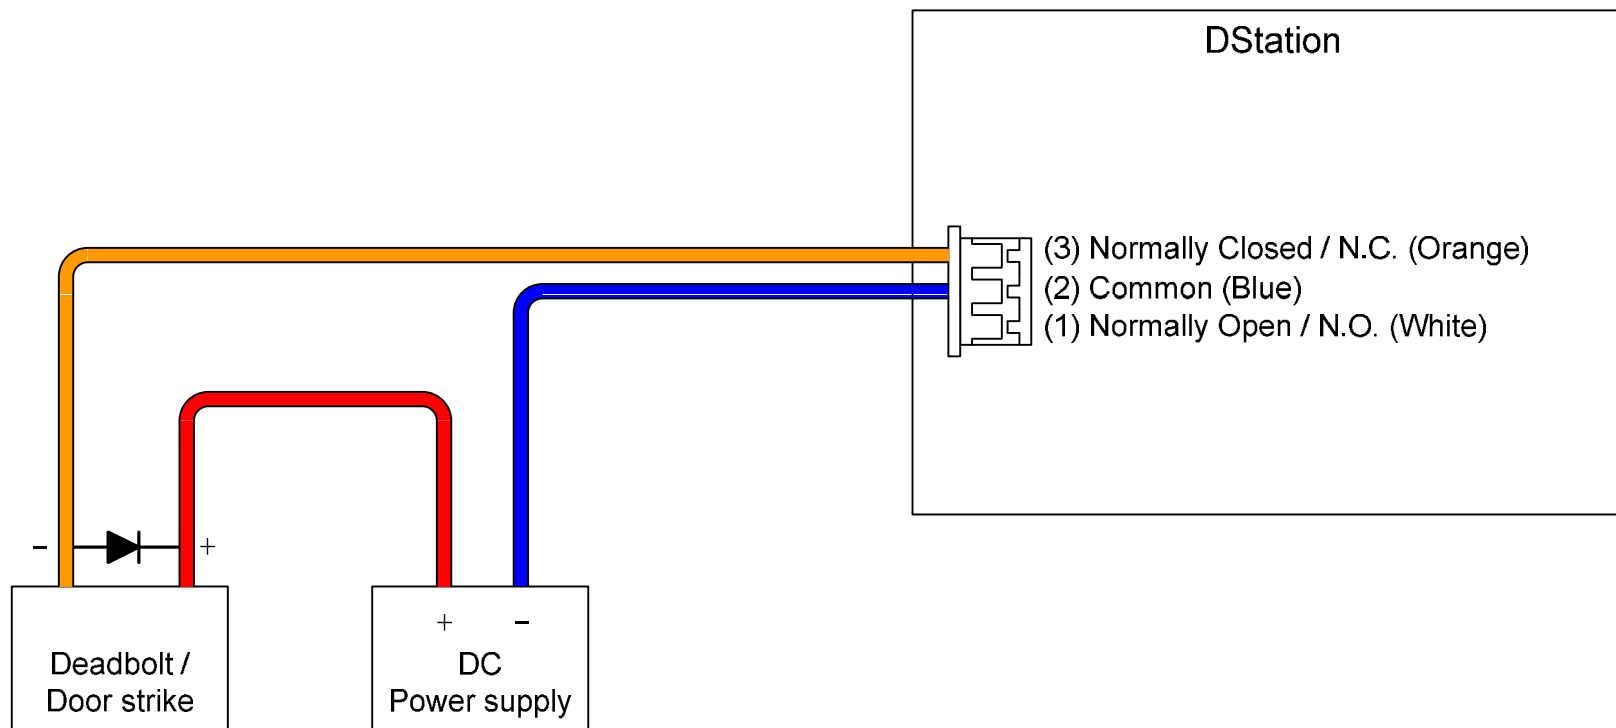 DStation
(3) Normally Closed / N.C. (Orange)
(2) Common (Blue)
(1) Normally Open / N.O. (White)
− +
+ −
Deadbolt /
Door strike
DC
Power supply